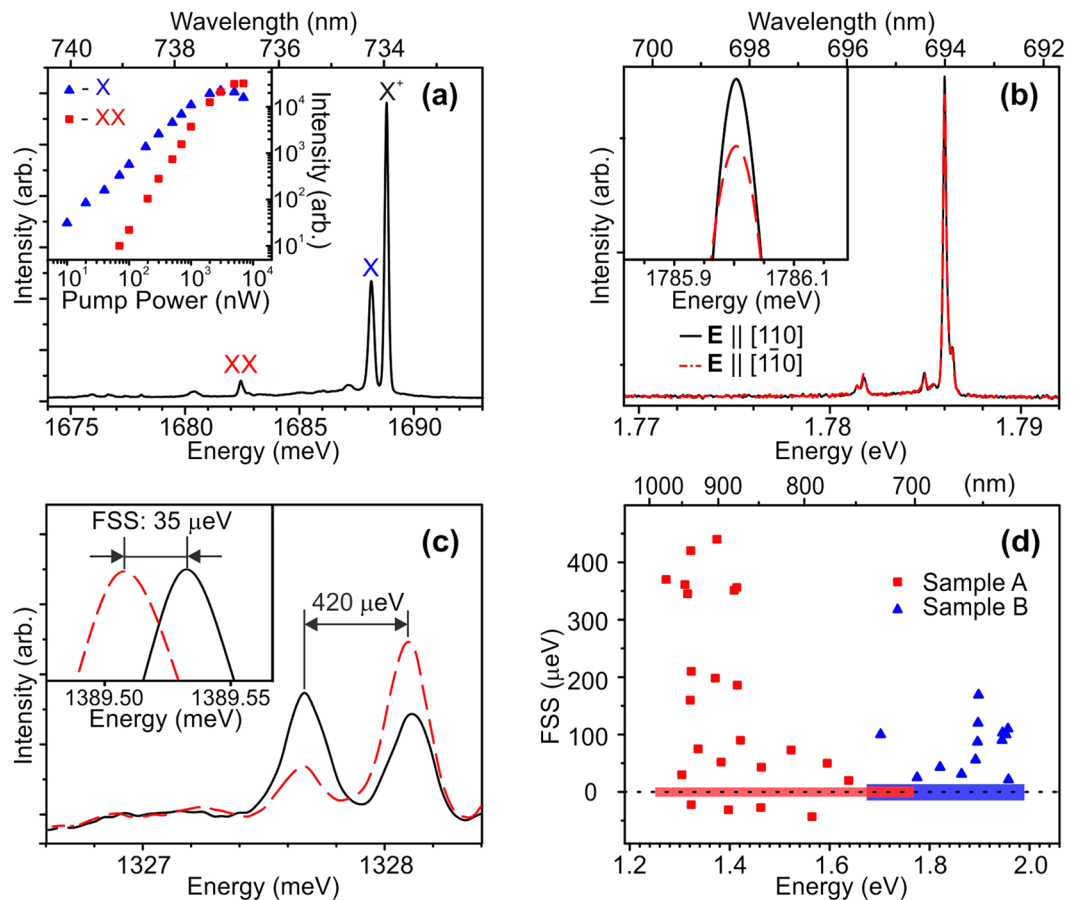 Wavelength (nm)
740 738 736 734
(a)
- X
- XX
10⁴
10³
10²
10¹
Intensity (arb.)
10¹ 10² 10³ 10⁴
Pump Power (nW)
X⁺
X
XX
Intensity (arb.)
1675 1680 1685 1690
Energy (meV)
Wavelength (nm)
700 698 696 694 692
(b)
1785.9 1786.1
Energy (meV)
E || [110]
E || [11̅0]
Intensity (arb.)
1.77 1.78 1.79
Energy (eV)
(c)
FSS: 35 μeV
1389.50 1389.55
Energy (meV)
420 μeV
Intensity (arb.)
1327 1328
Energy (meV)
1000 900 800 700 (nm)
(d)
Sample A
Sample B
FSS (μeV)
400
300
200
100
0
1.2 1.4 1.6 1.8 2.0
Energy (eV)